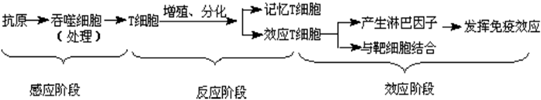 抗原 吞噬细胞 T细胞 增殖、分化 记忆T细胞
(处理) 效应T细胞 产生淋巴因子 发挥免疫效应
与靶细胞结合
感应阶段 反应阶段 效应阶段